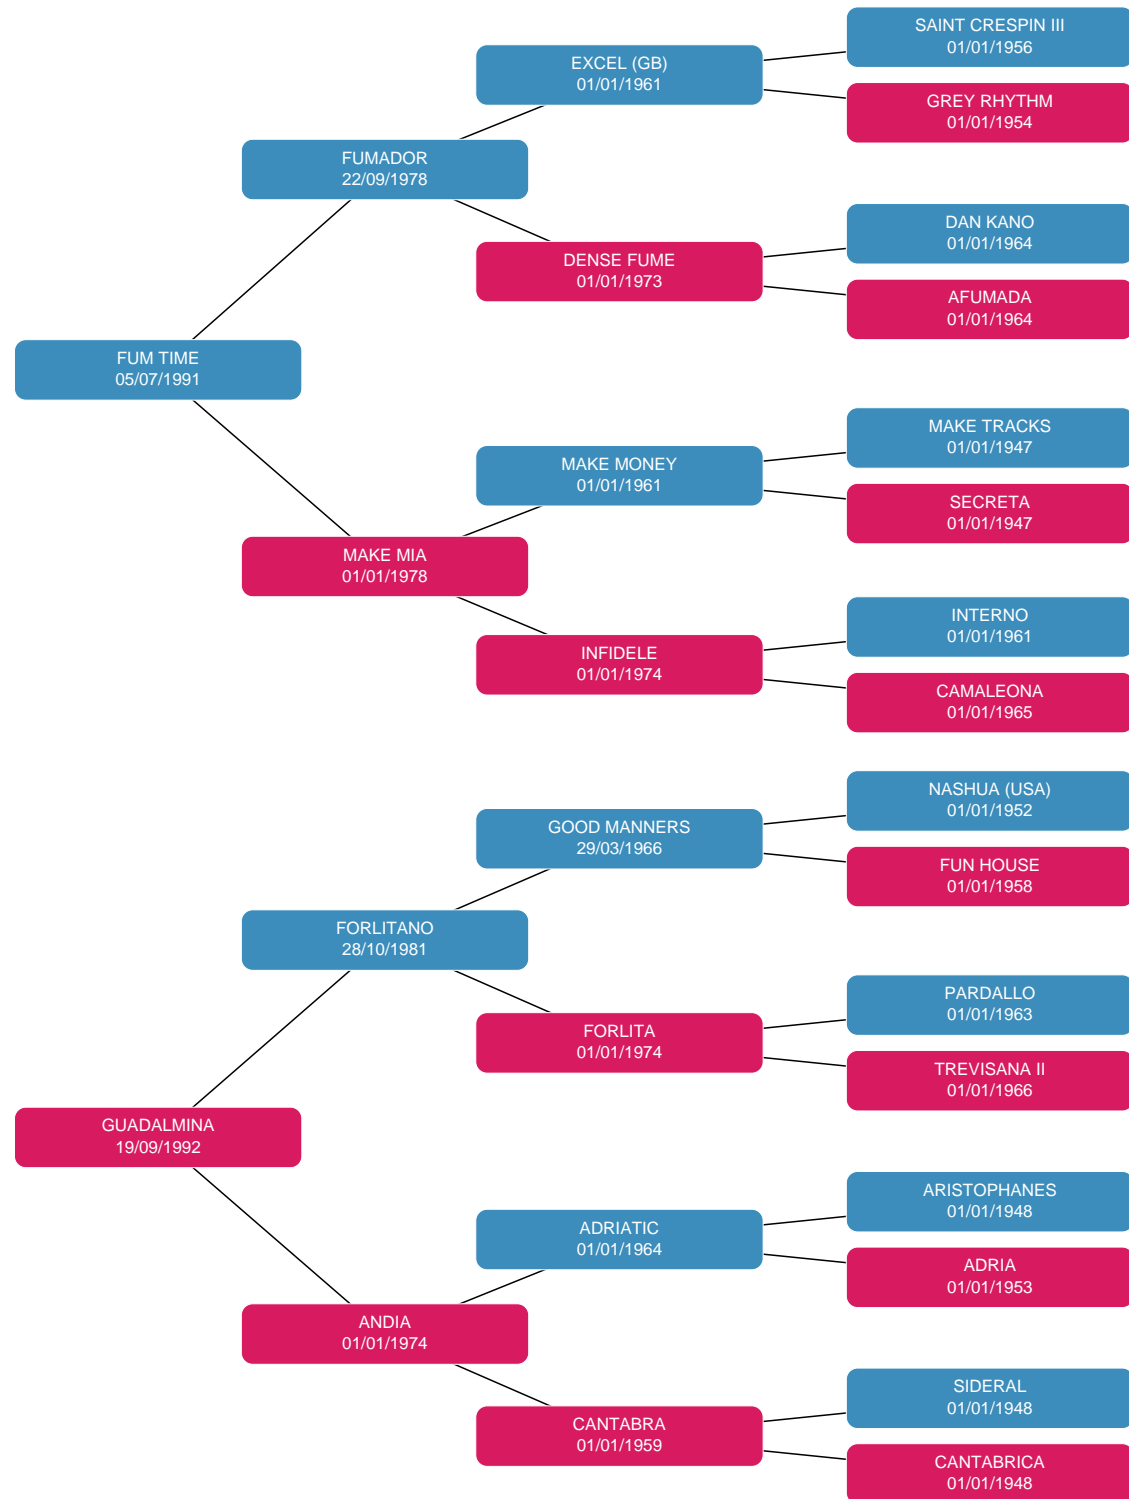 SAINT CRESPIN III
01/01/1956
EXCEL (GB)
01/01/1961
GREY RHYTHM
01/01/1954
FUMADOR
22/09/1978
DAN KANO
01/01/1964
DENSE FUME
01/01/1973
AFUMADA
01/01/1964
FUM TIME
05/07/1991
MAKE TRACKS
01/01/1947
MAKE MONEY
01/01/1961
SECRETA
01/01/1947
MAKE MIA
01/01/1978
INTERNO
01/01/1961
INFIDELE
01/01/1974
CAMALEONA
01/01/1965
NASHUA (USA)
01/01/1952
GOOD MANNERS
29/03/1966
FUN HOUSE
01/01/1958
FORLITANO
28/10/1981
PARDALLO
01/01/1963
FORLITA
01/01/1974
TREVISANA II
01/01/1966
GUADALMINA
19/09/1992
ARISTOPHANES
01/01/1948
ADRIATIC
01/01/1964
ADRIA
01/01/1953
ANDIA
01/01/1974
SIDERAL
01/01/1948
CANTABRA
01/01/1959
CANTABRICA
01/01/1948